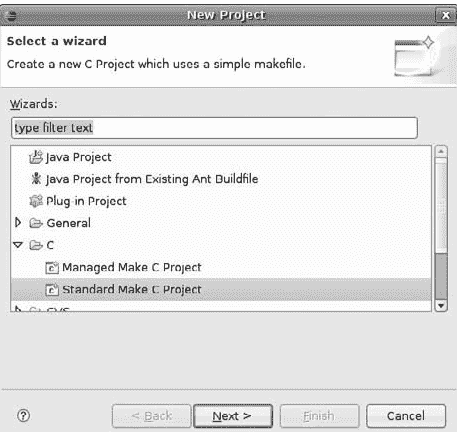 New Project
Select a wizard
Create a new C Project which uses a simple makefile.
Wizards:
type filter text
Java Project
Java Project from Existing Ant Buildfile
Plug-in Project
General
C
Managed Make C Project
Standard Make C Project
< Back Next > Finish Cancel